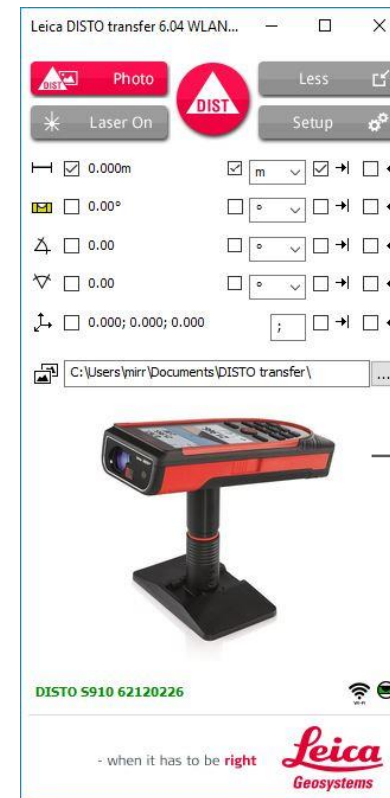 Leica DISTO transfer 6.04 WLAN...
Photo
DIST
Less
Laser On
Setup
0.000m
m
0.00°
°
0.00
°
0.00
°
0.000; 0.000; 0.000
;
C:\Users\mirr\Documents\DISTO transfer\
...
DISTO S910 62120226
Wi-Fi
- when it has to be right
Leica
Geosystems